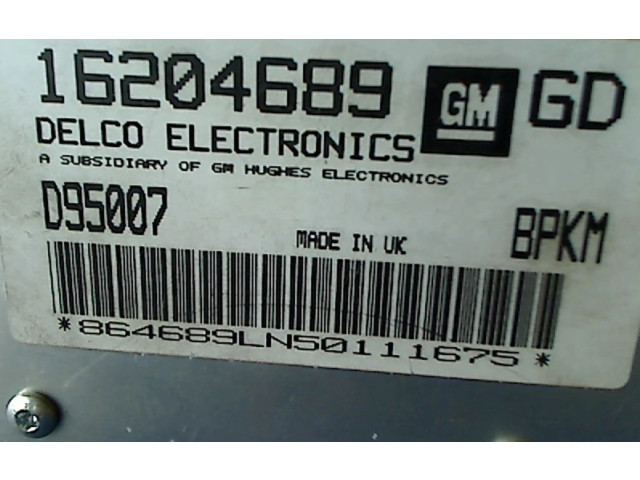 16204689 GM GD
DELCO ELECTRONICS
A SUBSIDIARY OF GM HUGHES ELECTRONICS
D95007 MADE IN UK BPKM
*864689LN50111675*